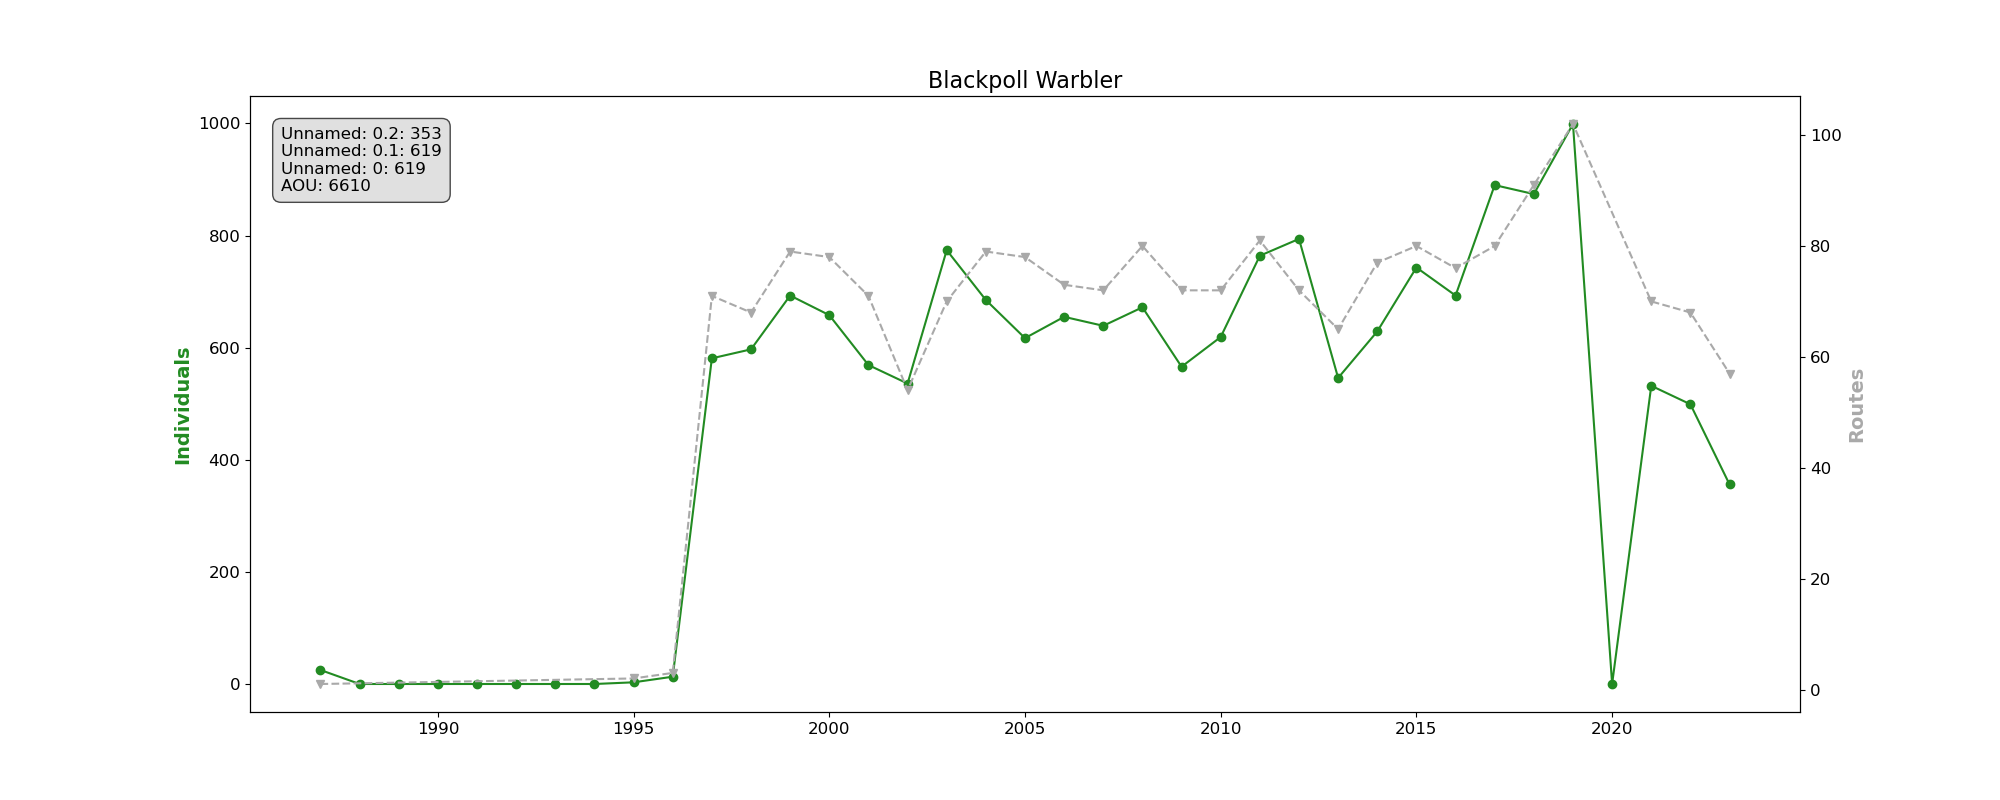 Blackpoll Warbler
Unnamed: 0.2: 353
Unnamed: 0.1: 619
Unnamed: 0: 619
AOU: 6610
Individuals
1000
800
600
400
200
0
100
80
60
40
20
0
Routes
1990 1995 2000 2005 2010 2015 2020